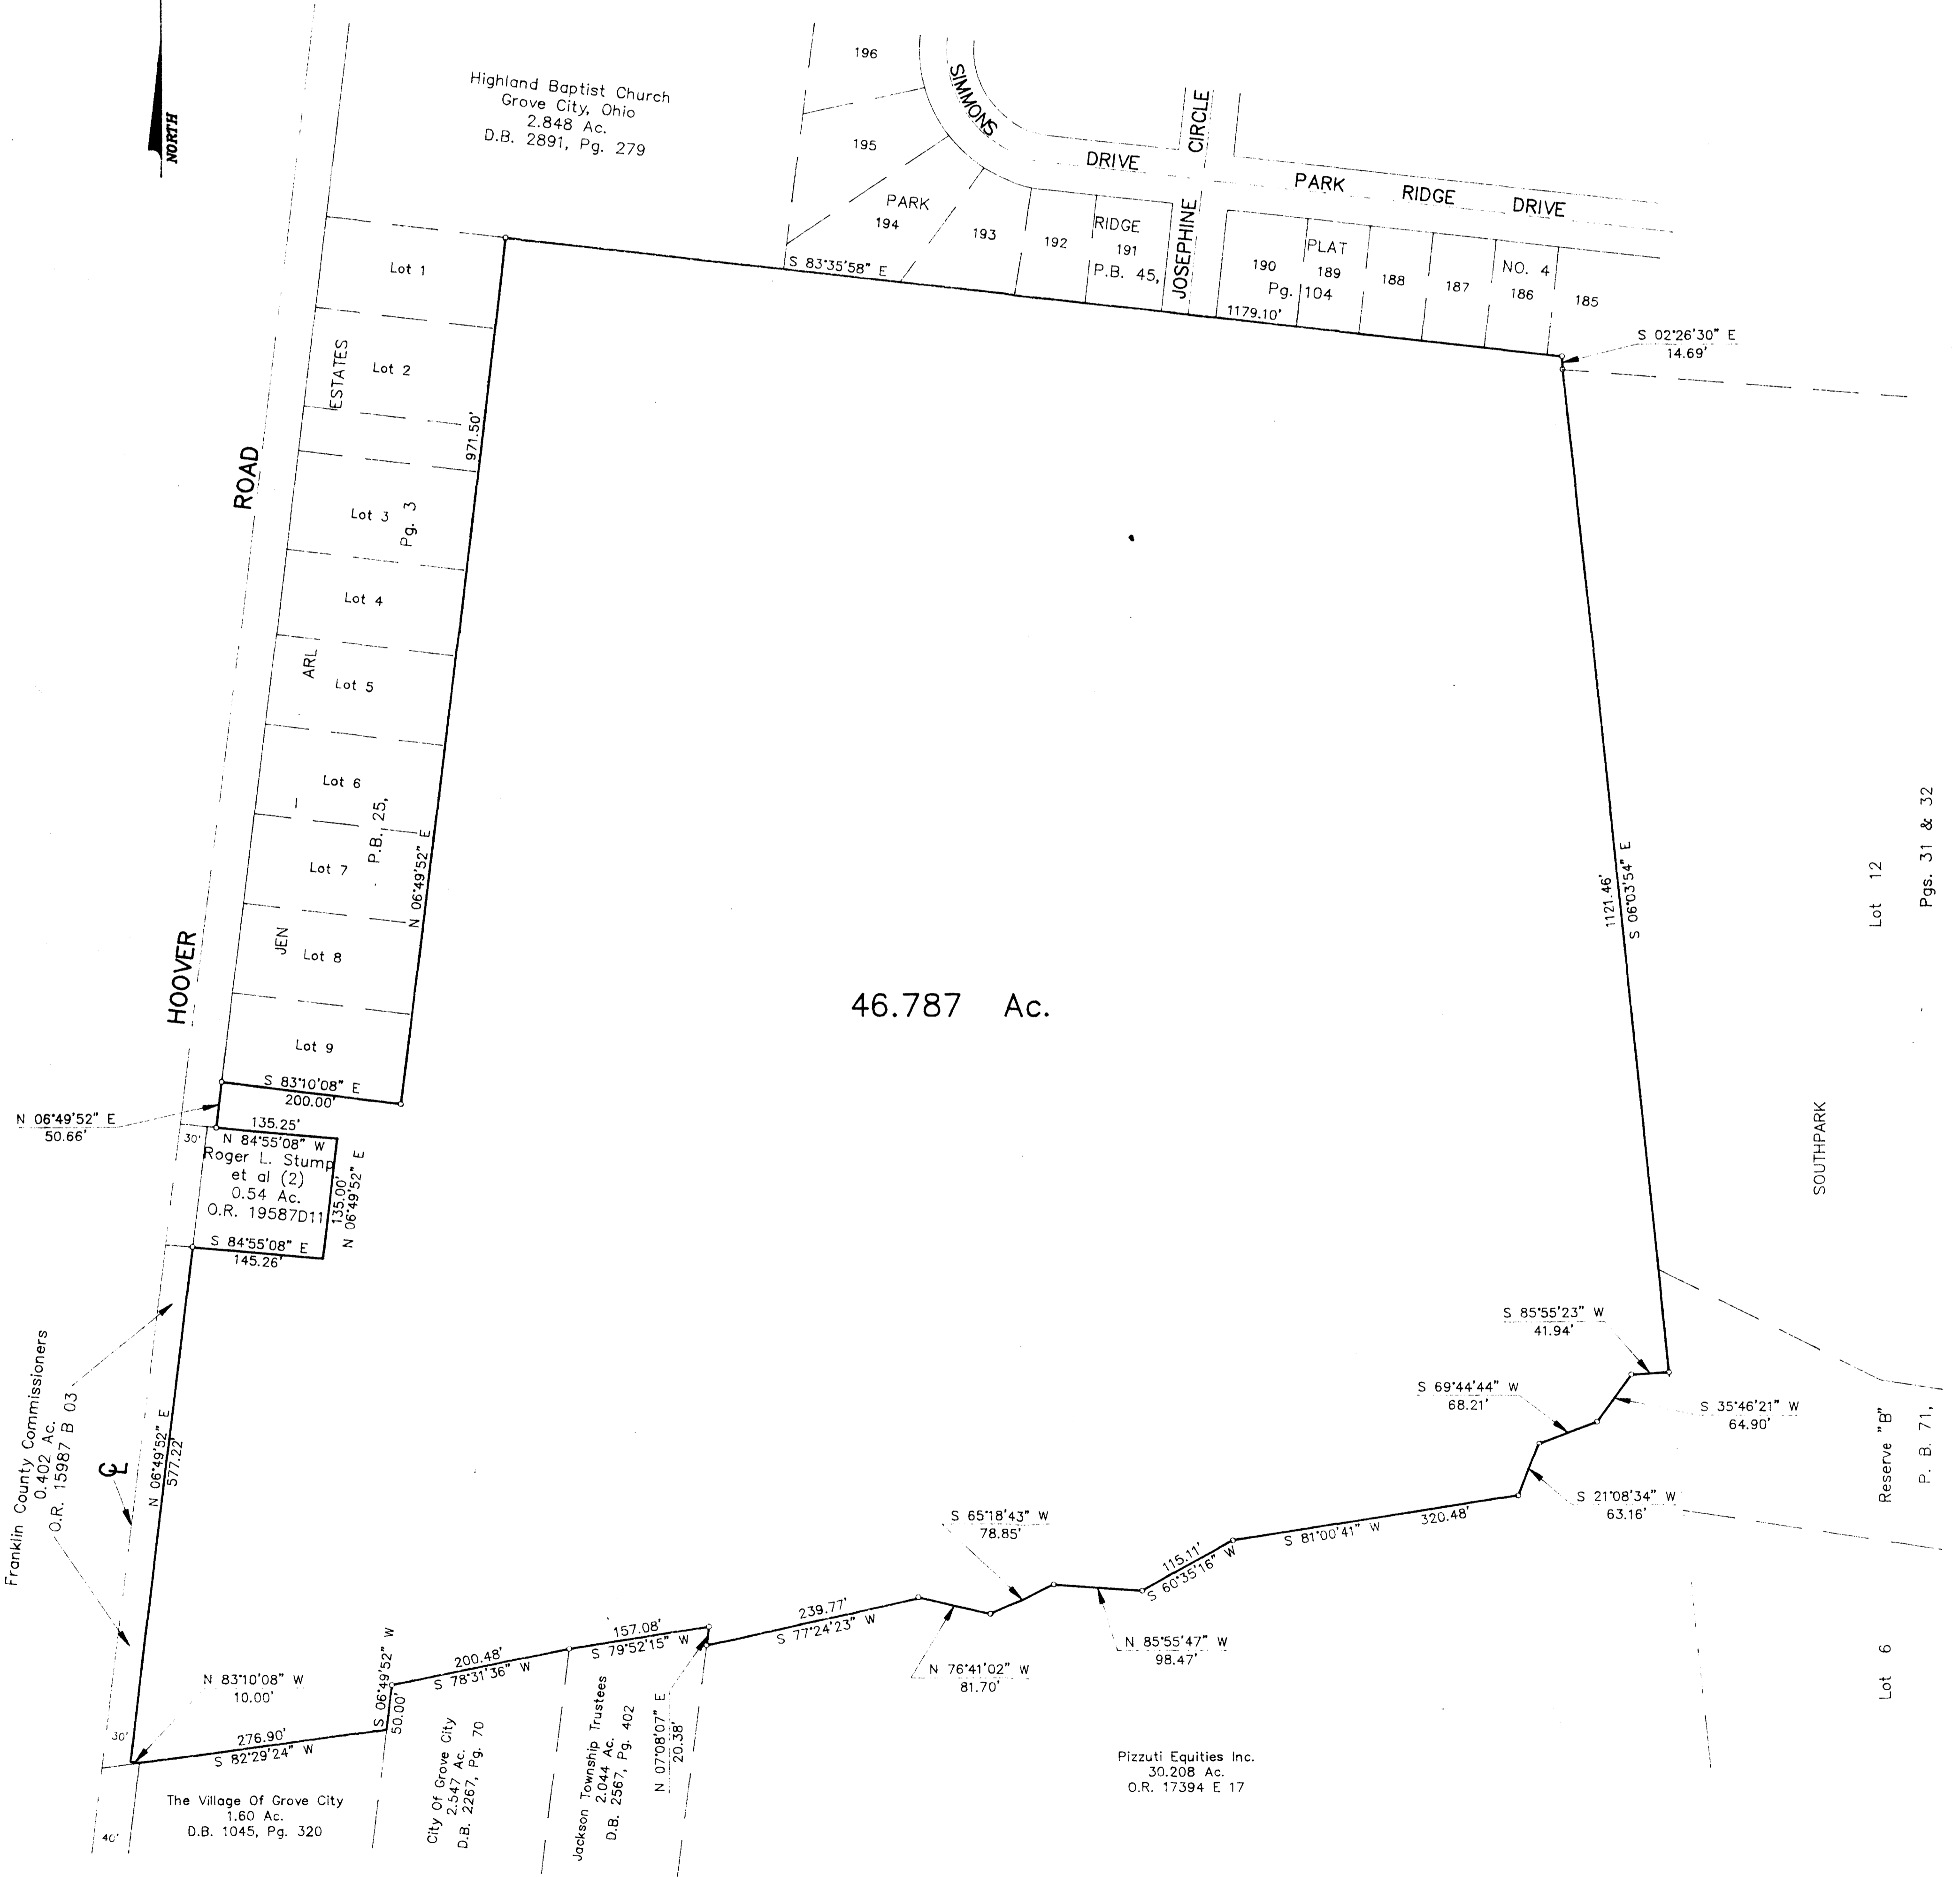 NORTH
Highland Baptist Church
Grove City, Ohio
2.848 Ac.
D.B. 2891, Pg. 279
196
195
PARK
194
193
192
RIDGE
191
P.B. 45,
SIMMONS
DRIVE
JOSEPHINE CIRCLE
PARK RIDGE DRIVE
190
PLAT
189
Pg. 104
188
187
NO. 4
186
185
S 83°35'58" E
1179.10'
S 02°26'30" E
14.69'
Lot 1
Lot 2
Lot 3
Lot 4
Lot 5
Lot 6
Lot 7
Lot 8
Lot 9
JEN
I
ARL
ESTATES
P.B. 25,
Pg. 3
HOOVER ROAD
971.50'
N 06°49'52" E
46.787 Ac.
1121.46'
S 06°03'54" E
Lot 12
Pgs. 31 & 32
SOUTHPARK
S 83°10'08" E
200.00'
N 06°49'52" E
50.66'
135.25'
N 84°55'08" W
30'
Roger L. Stump
et al (2)
0.54 Ac.
O.R. 19587D11
135.00'
N 06°49'52" E
S 84°55'08" E
145.26'
Franklin County Commissioners
0.402 Ac.
O.R. 15987 B 03
CL
N 06°49'52" E
577.22'
S 85°55'23" W
41.94'
S 69°44'44" W
68.21'
S 35°46'21" W
64.90'
S 21°08'34" W
63.16'
Reserve "B"
P. B. 71,
S 81°00'41" W
320.48'
115.11'
S 60°35'16" W
S 65°18'43" W
78.85'
N 85°55'47" W
98.47'
N 76°41'02" W
81.70'
239.77'
S 77°24'23" W
157.08'
S 79°52'15" W
N 07°08'07" E
20.38'
200.48'
S 78°31'36" W
S 06°49'52" W
50.00'
N 83°10'08" W
10.00'
276.90'
S 82°29'24" W
30'
40'
The Village Of Grove City
1.60 Ac.
D.B. 1045, Pg. 320
City Of Grove City
2.547 Ac.
D.B. 2267, Pg. 70
Jackson Township Trustees
2.044 Ac.
D.B. 2567, Pg. 402
Pizzuti Equities Inc.
30.208 Ac.
O.R. 17394 E 17
Lot 6